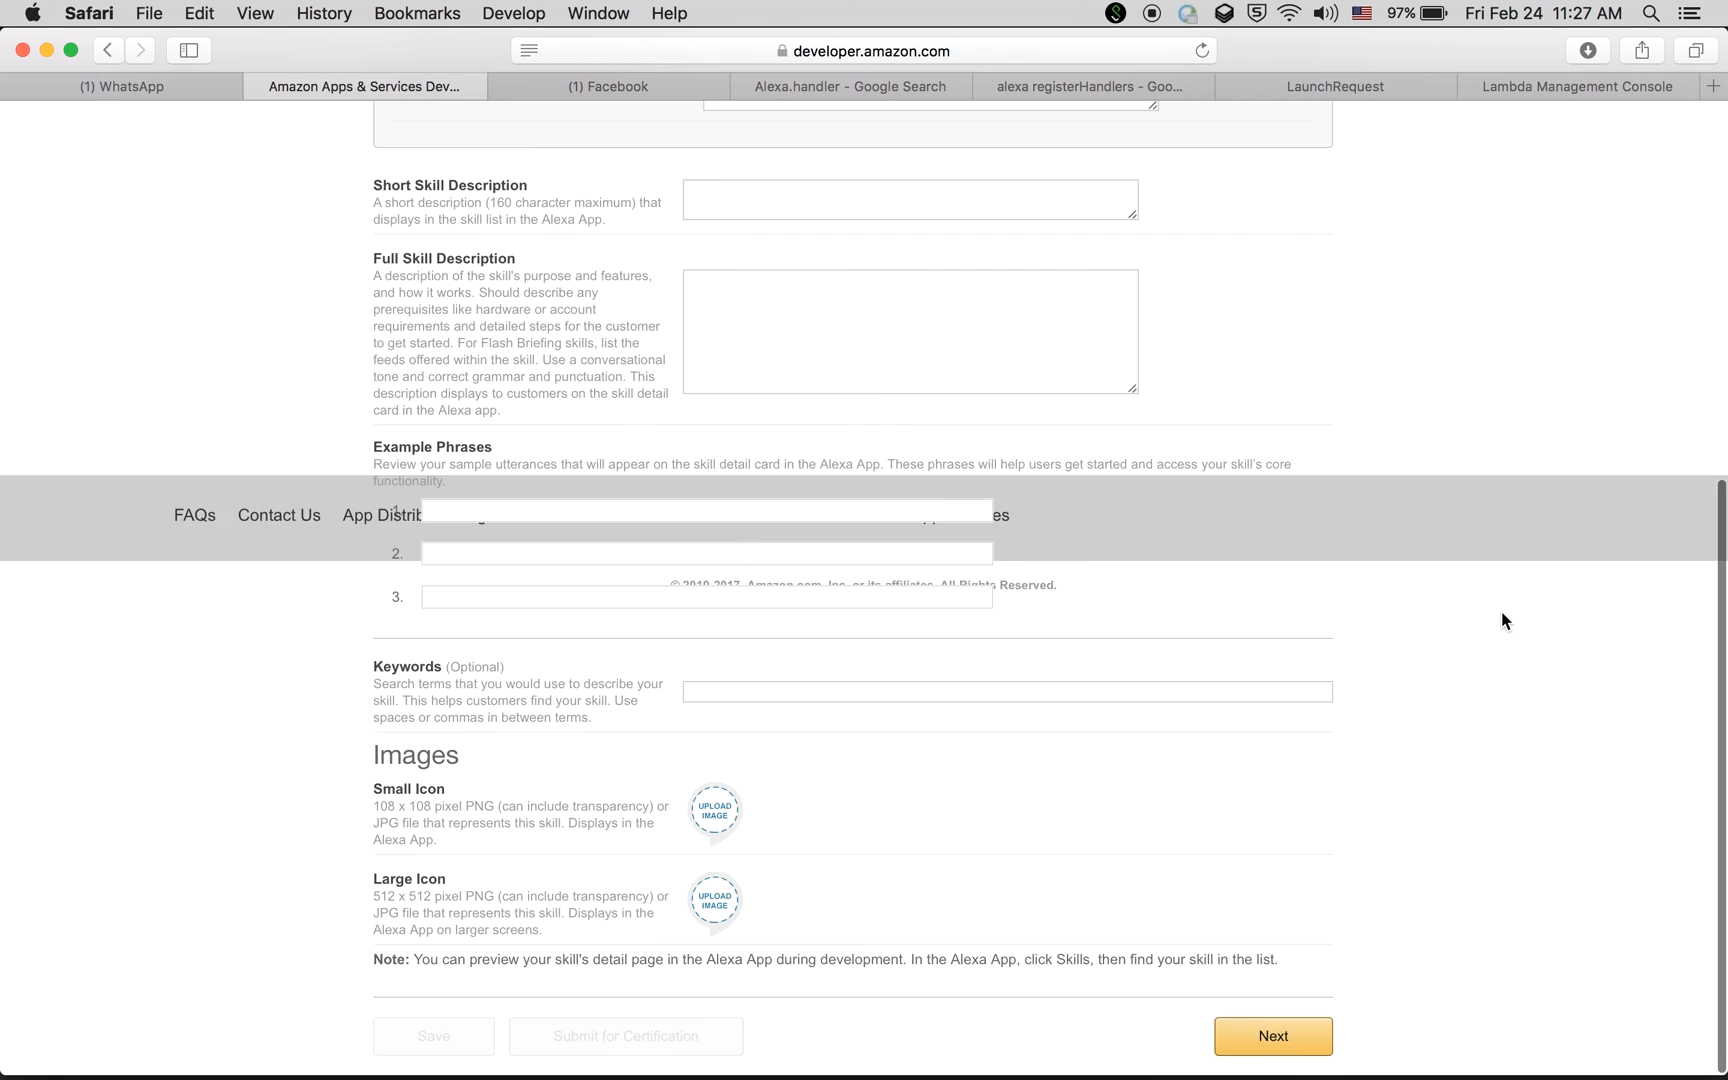 Safari File Edit View History Bookmarks Develop Window Help 97% Fri Feb 24 11:27 AM
developer.amazon.com
(1) WhatsApp
Amazon Apps & Services Dev...
(1) Facebook
Alexa.handler - Google Search
alexa registerHandlers - Goo...
LaunchRequest
Lambda Management Console
Short Skill Description
A short description (160 character maximum) that
displays in the skill list in the Alexa App.
Full Skill Description
A description of the skill's purpose and features,
and how it works. Should describe any
prerequisites like hardware or account
requirements and detailed steps for the customer
to get started. For Flash Briefing skills, list the
feeds offered within the skill. Use a conversational
tone and correct grammar and punctuation. This
description displays to customers on the skill detail
card in the Alexa app.
Example Phrases
Review your sample utterances that will appear on the skill detail card in the Alexa App. These phrases will help users get started and access your skill's core
functionality.
FAQs Contact Us App
2.
© 2010-2017, Amazon.com, Inc. or its affiliates. All Rights Reserved.
3.
Keywords (Optional)
Search terms that you would use to describe your
skill. This helps customers find your skill. Use
spaces or commas in between terms.
Images
Small Icon
108 x 108 pixel PNG (can include transparency) or
JPG file that represents this skill. Displays in the
Alexa App.
UPLOAD
IMAGE
Large Icon
512 x 512 pixel PNG (can include transparency) or
JPG file that represents this skill. Displays in the
Alexa App on larger screens.
UPLOAD
IMAGE
Note: You can preview your skill's detail page in the Alexa App during development. In the Alexa App, click Skills, then find your skill in the list.
Save
Submit for Certification
Next